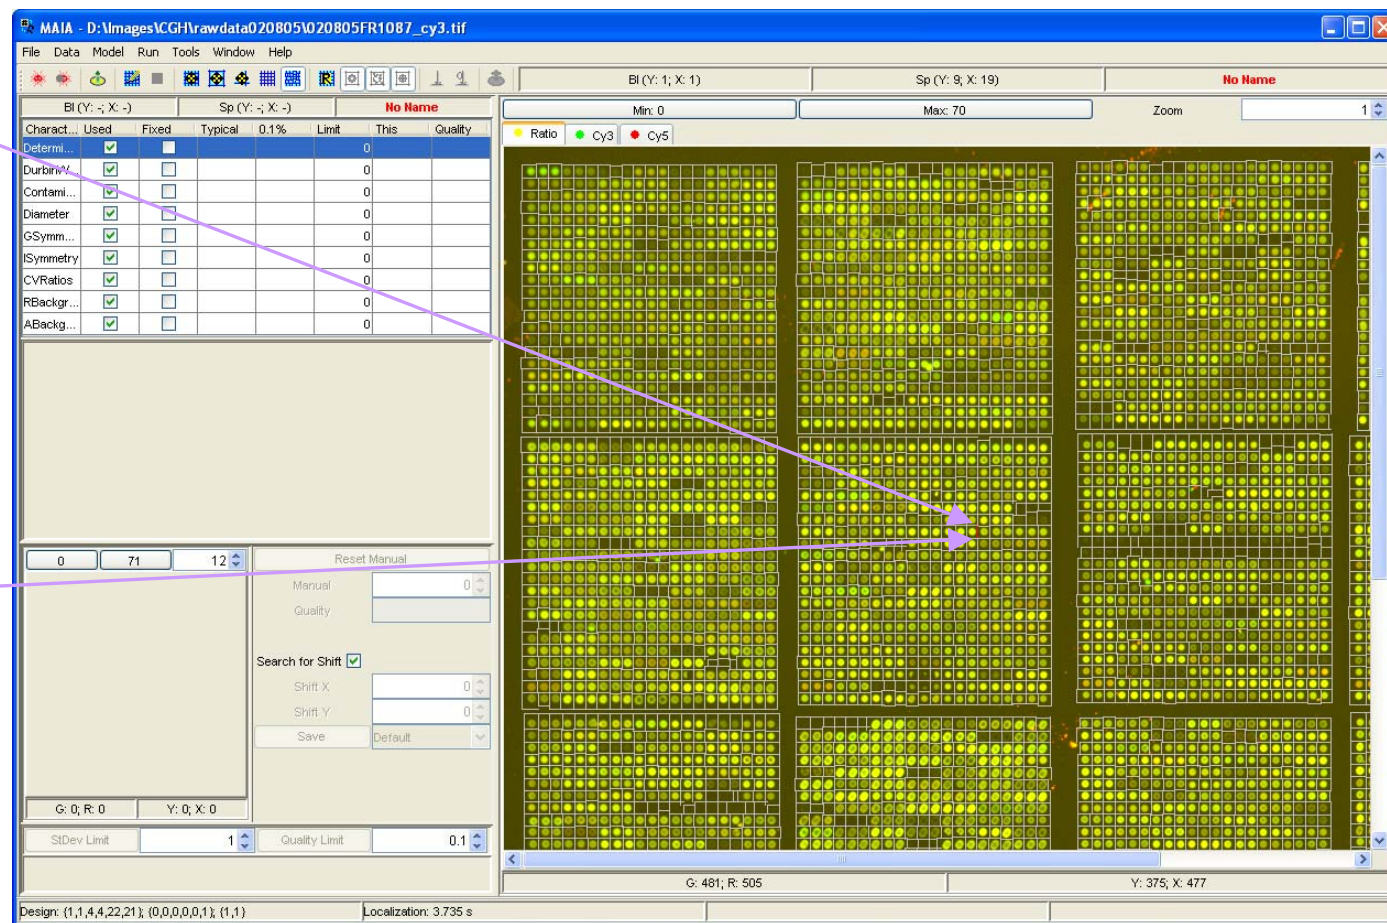 MAIA - D:\Images\CGH\rawdata020805\020805FR1087_cy3.tif
File Data Model Run Tools Window Help
Bl (Y: 1; X: 1) Sp (Y: 9; X: 19) No Name
Bl (Y: -; X: -) Sp (Y: -; X: -) No Name
Min: 0 Max: 70 Zoom 1
Charact... Used Fixed Typical 0.1% Limit This Quality
Ratio Cy3 Cy5
Determi... 0
DurbinW... 0
Contami... 0
Diameter 0
GSymm... 0
ISymmetry 0
CVRatios 0
RBackgr... 0
ABackg... 0
0 71 12 Reset Manual
Manual 0
Quality
Search for Shift
Shift X 0
Shift Y 0
Save Default
G: 0; R: 0 Y: 0; X: 0
StDev Limit 1 Quality Limit 0.1
G: 481; R: 505 Y: 375; X: 477
Design: {1,1,4,4,22,21}; {0,0,0,0,0,1}; {1,1} Localization: 3.735 s